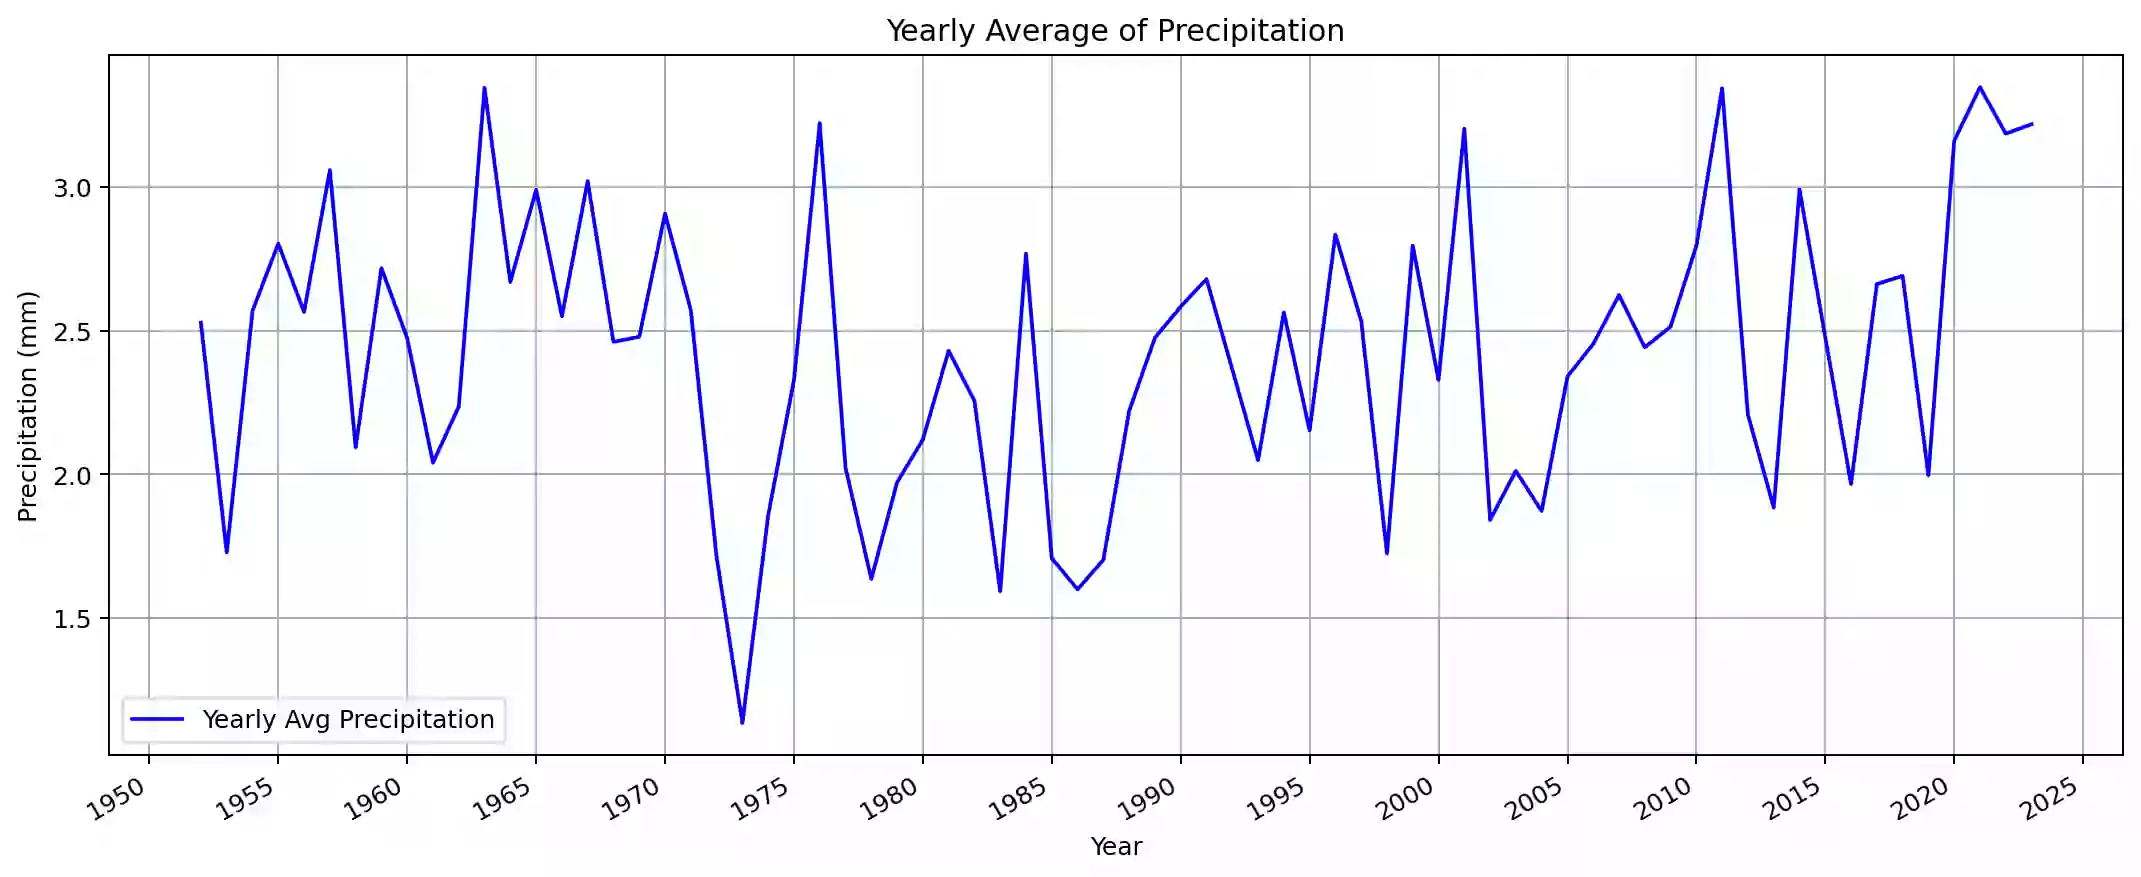 Yearly Average of Precipitation
Precipitation (mm)
3.0
2.5
2.0
1.5
Yearly Avg Precipitation
1950 1955 1960 1965 1970 1975 1980 1985 1990 1995 2000 2005 2010 2015 2020 2025
Year